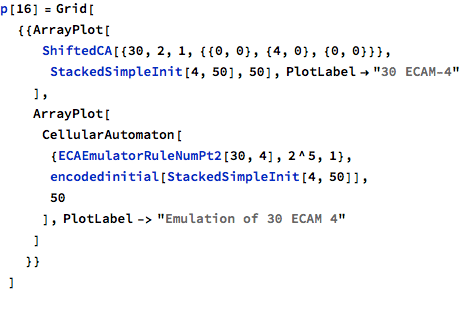 p[16] = Grid[
{{ArrayPlot[
ShiftedCA[{30, 2, 1, {{0, 0}, {4, 0}, {0, 0}}},
StackedSimpleInit[4, 50], 50], PlotLabel → "30 ECAM-4"
],
ArrayPlot[
CellularAutomaton[
{ECAEmulatorRuleNumPt2[30, 4], 2^5, 1},
encodedinitial[StackedSimpleInit[4, 50]],
50
], PlotLabel -> "Emulation of 30 ECAM 4"
]
}}
]